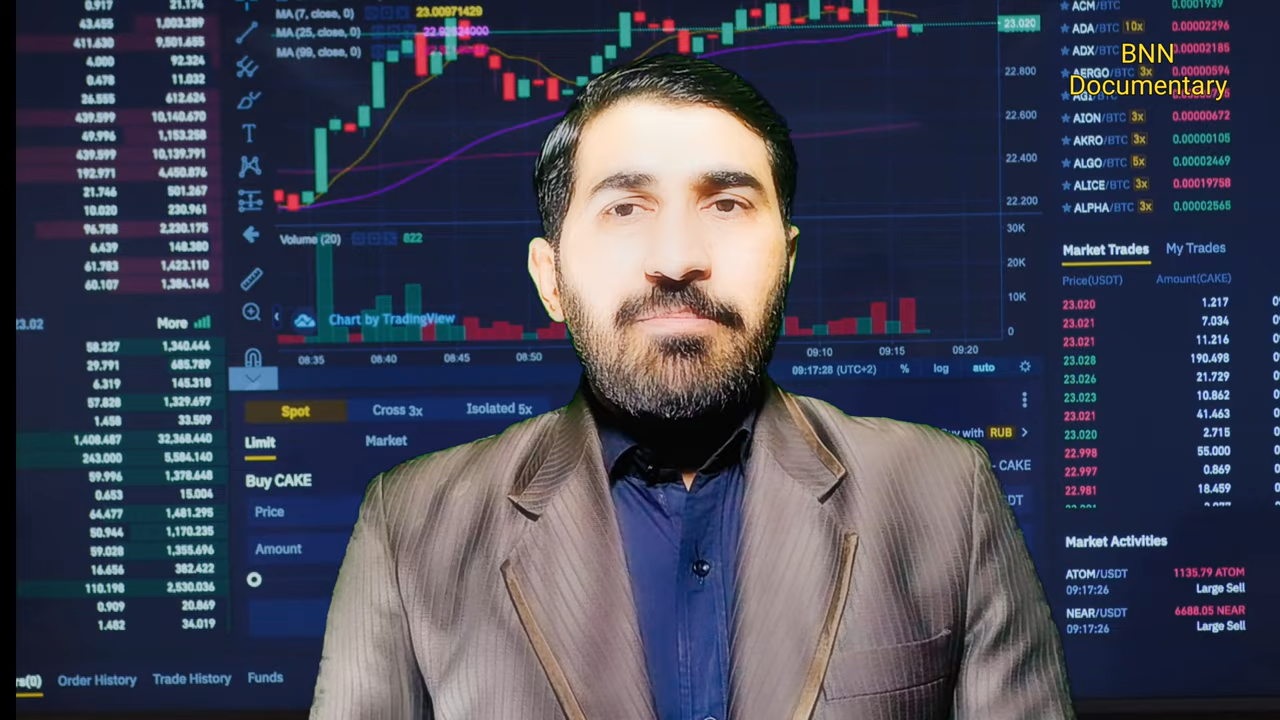 0.917 21.174
43.455 1,003.289
411.630 9,501.655
4.000 92.324
0.478 11.032
26.555 612.624
439.599 10,140.670
49.996 1,153.258
439.599 10,139.791
192.971 4,450.876
21.746 501.267
10.020 230.961
96.758 2,230.175
6.439 148.380
61.783 1,423.110
60.107 1,384.144
23.02 More
58.227 1,340.444
29.791 685.789
6.319 145.318
57.828 1,329.697
1.458 33.509
1,408.487 32,368.440
243.000 5,584.140
59.996 1,378.648
0.653 15.004
64.477 1,481.295
50.944 1,170.235
59.028 1,355.696
16.656 382.422
110.198 2,530.036
0.909 20.869
1.482 34.019
rs(0) Order History Trade History Funds
MA (7, close, 0) 23.00971429
MA (25, close, 0)
MA (99, close, 0)
T
23.020
22.800
22.600
22.400
22.200
Volume (20) 822
30K
20K
10K
0
Chart by TradingView
08:35 08:40 08:45 08:50 09:10 09:15 09:20
09:17:28 (UTC+2) % log auto
Spot Cross 3x Isolated 5x
Limit Market
Buy with RUB
Buy CAKE
CAKE
Price
DT
Amount
BNN
Documentary
ACM/BTC 0.0001939
ADA/BTC 10x 0.00002296
ADX/BTC 0.00002185
AERGO/BTC 3x 0.00000594
AGI/BTC
AION/BTC 3x 0.00000672
AKRO/BTC 3x 0.00000105
ALGO/BTC 5x 0.00002469
ALICE/BTC 3x 0.00019758
ALPHA/BTC 3x 0.00002565
Market Trades My Trades
Price(USDT) Amount(CAKE)
23.020 1.217
23.021 7.034
23.021 11.216
23.028 190.498
23.026 21.729
23.023 10.862
23.021 41.463
23.020 2.715
22.998 55.000
22.997 0.869
22.981 18.459
Market Activities
ATOM/USDT 1135.79 ATOM
09:17:26 Large Sell
NEAR/USDT 6688.05 NEAR
09:17:26 Large Sell